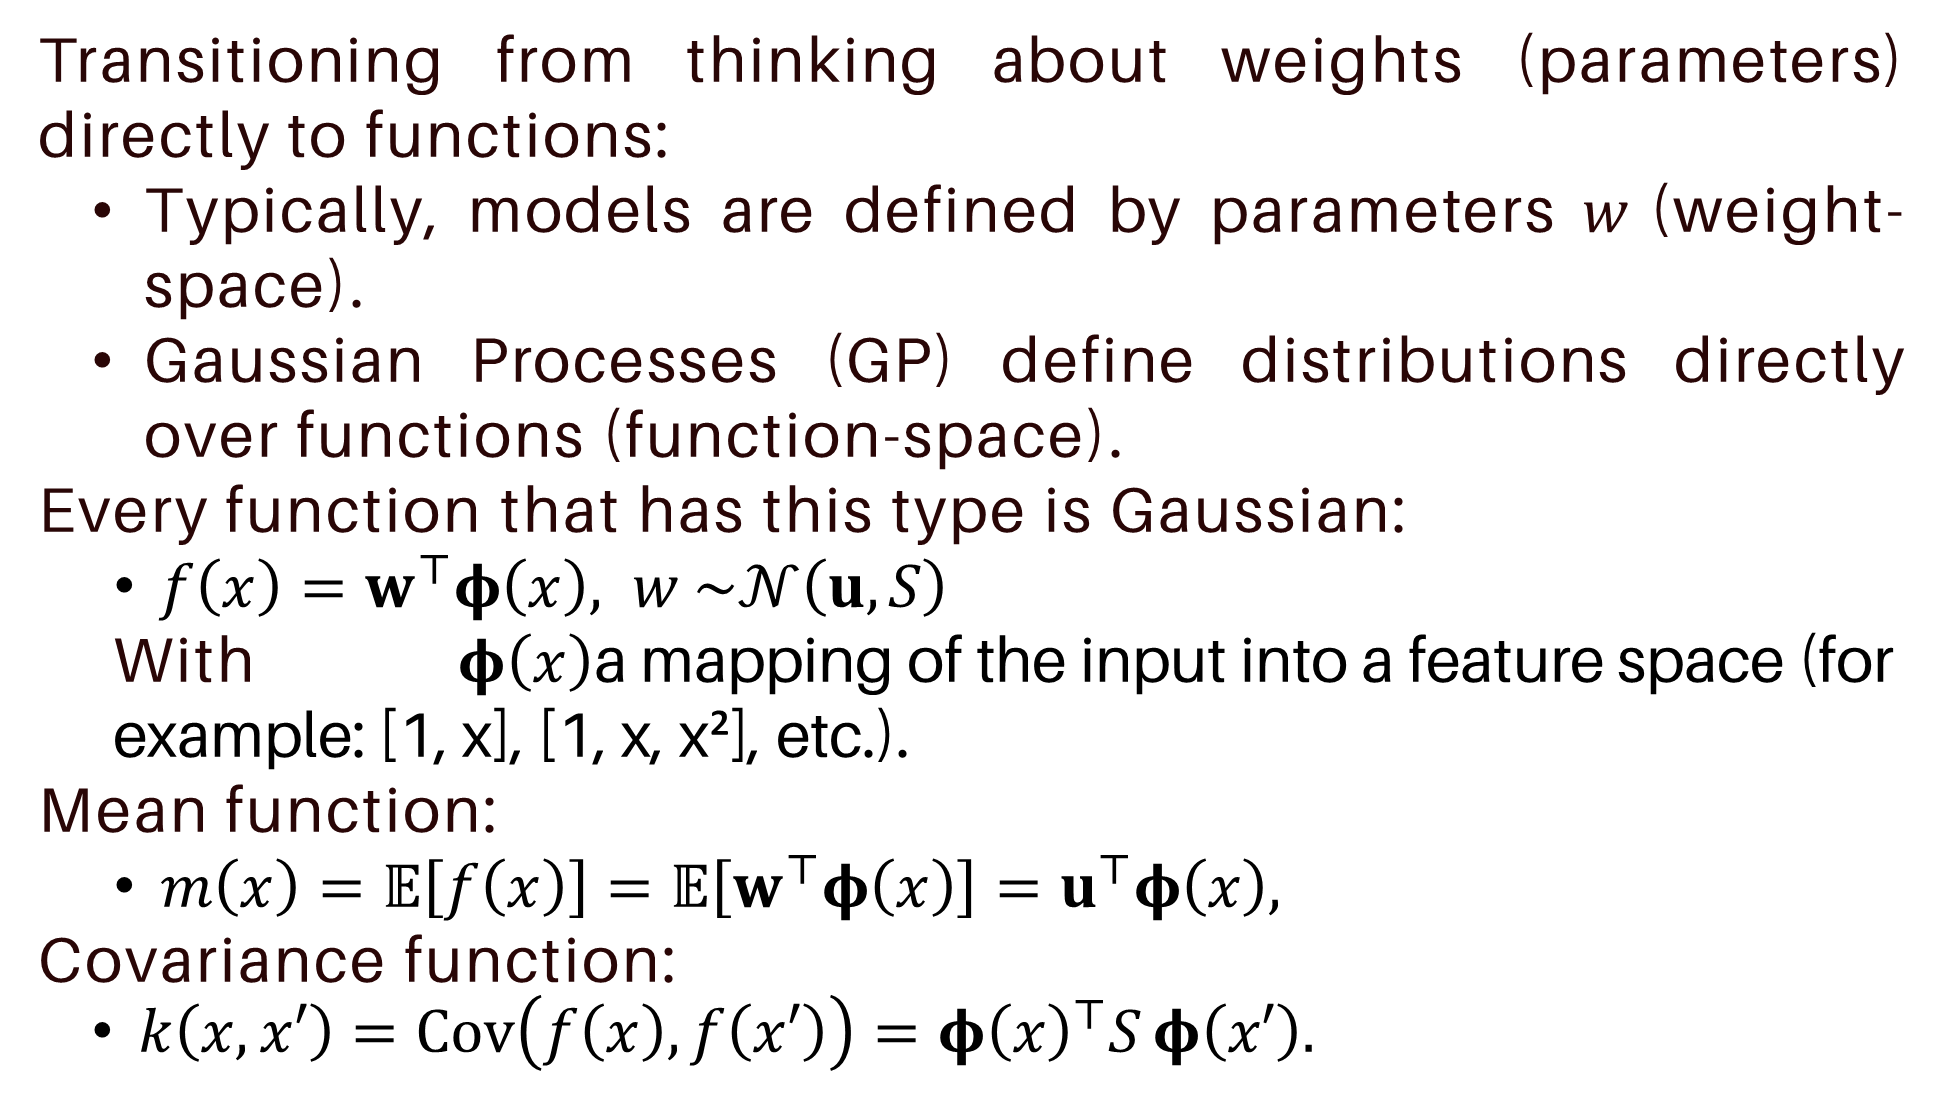 Transitioning from thinking about weights (parameters)
directly to functions:
• Typically, models are defined by parameters w (weight-
space).
• Gaussian Processes (GP) define distributions directly
over functions (function-space).
Every function that has this type is Gaussian:
• f(x) = w⊤ϕ(x), w ~𝒩(u, S)
With ϕ(x)a mapping of the input into a feature space (for
example: [1, x], [1, x, x²], etc.).
Mean function:
• m(x) = 𝔼[f(x)] = 𝔼[w⊤ϕ(x)] = u⊤ϕ(x),
Covariance function:
• k(x, x′) = Cov(f(x), f(x′)) = ϕ(x)⊤S ϕ(x′).